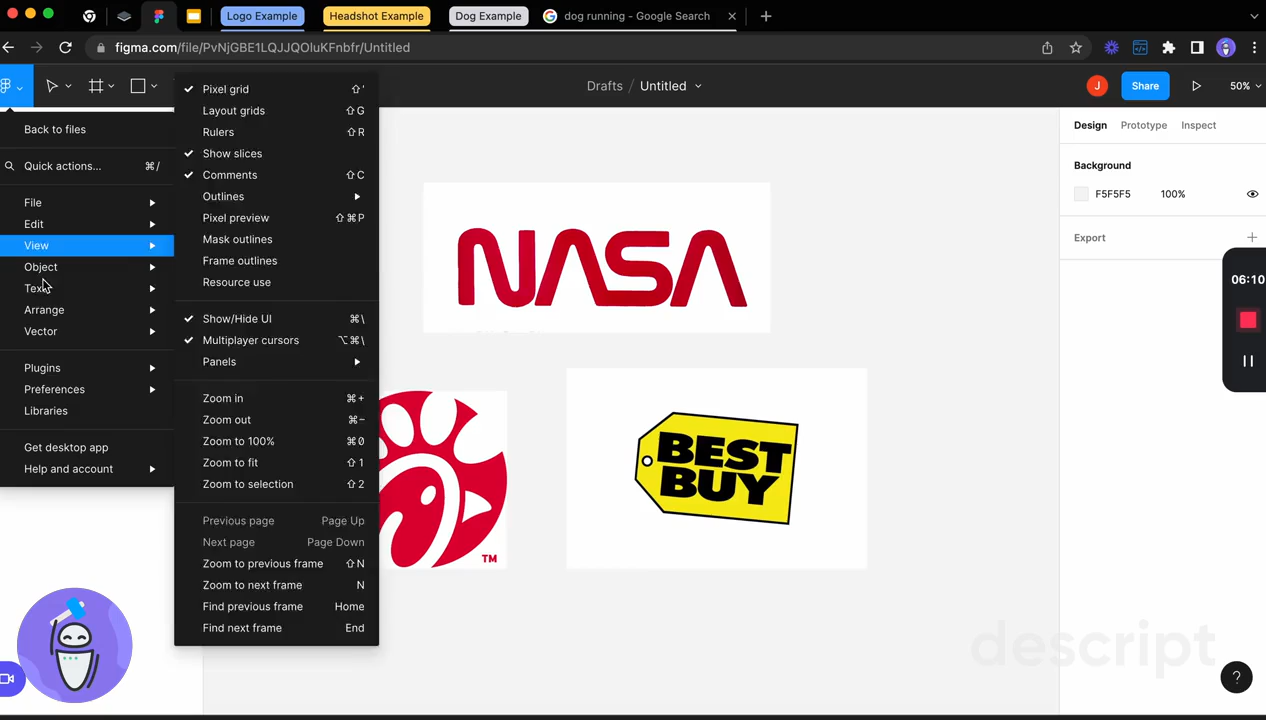 Logo Example Headshot Example Dog Example dog running - Google Search
figma.com/file/PvNjGBE1LQJJQOluKFnbfr/Untitled
Drafts / Untitled J Share 50%
Back to files
Quick actions... ⌘/
File
Edit
View
Object
Text
Arrange
Vector
Plugins
Preferences
Libraries
Get desktop app
Help and account
Pixel grid ⇧'
Layout grids ⇧G
Rulers ⇧R
Show slices
Comments ⇧C
Outlines
Pixel preview ⇧⌘P
Mask outlines
Frame outlines
Resource use
Show/Hide UI ⌘\
Multiplayer cursors ⌥⌘\
Panels
Zoom in ⌘+
Zoom out ⌘−
Zoom to 100% ⌘0
Zoom to fit ⇧1
Zoom to selection ⇧2
Previous page Page Up
Next page Page Down
Zoom to previous frame ⇧N
Zoom to next frame N
Find previous frame Home
Find next frame End
NASA
TM
BEST
BUY
Design Prototype Inspect
Background
F5F5F5 100%
Export
06:10
descript
?